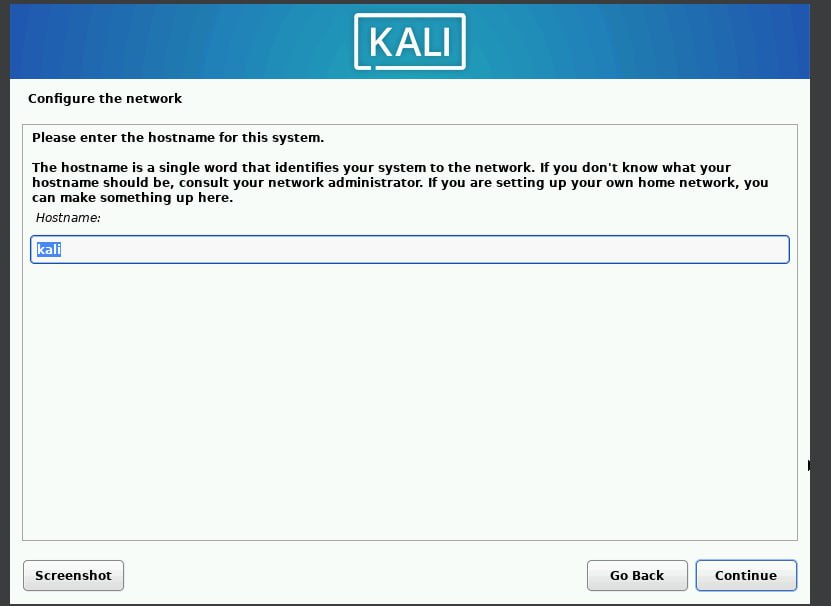 KALI
Configure the network
Please enter the hostname for this system.
The hostname is a single word that identifies your system to the network. If you don't know what your
hostname should be, consult your network administrator. If you are setting up your own home network, you
can make something up here.
Hostname:
kali
Screenshot
Go Back
Continue